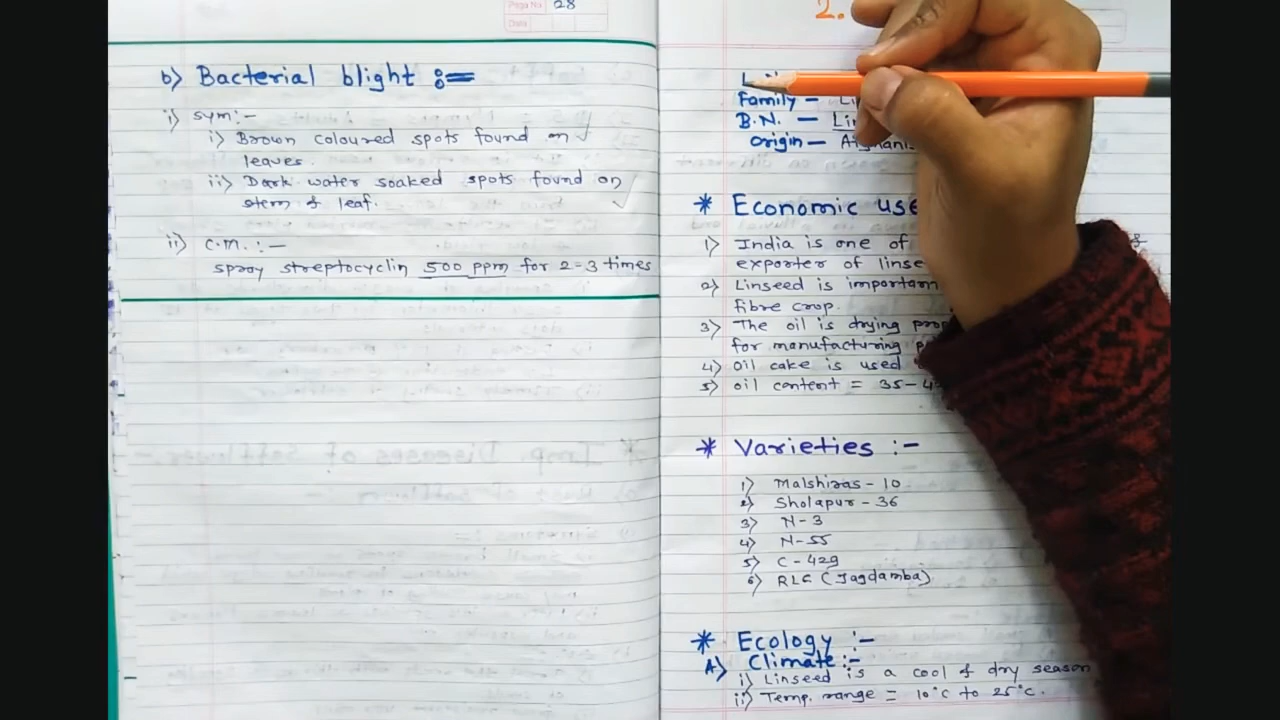 Page No 28
Date
b) Bacterial blight :=
i) sym:-
i) Brown coloured spots found on
leaves.
ii) Dark water soaked spots found on
stem & leaf.
ii) C.M. :-
spray streptocyclin 500 ppm for 2-3 times
2.
Family -
B.N. - Lin
Origin - Afghani
* Economic use
1) India is one of
exporter of linse
2) Linseed is important
fibre crop.
3) The oil is drying prop
for manufacturing
4) oil cake is used
5) oil content = 35-4
* Varieties :-
1) Malshiras - 10
2) Sholapur - 36
3) N-3
4) N-55
5) C-429
6) RLC (Jagdamba)
* Ecology :-
A) Climate :-
i) Linseed is a cool & dry season
ii) Temp. range = 10°C to 25°C.